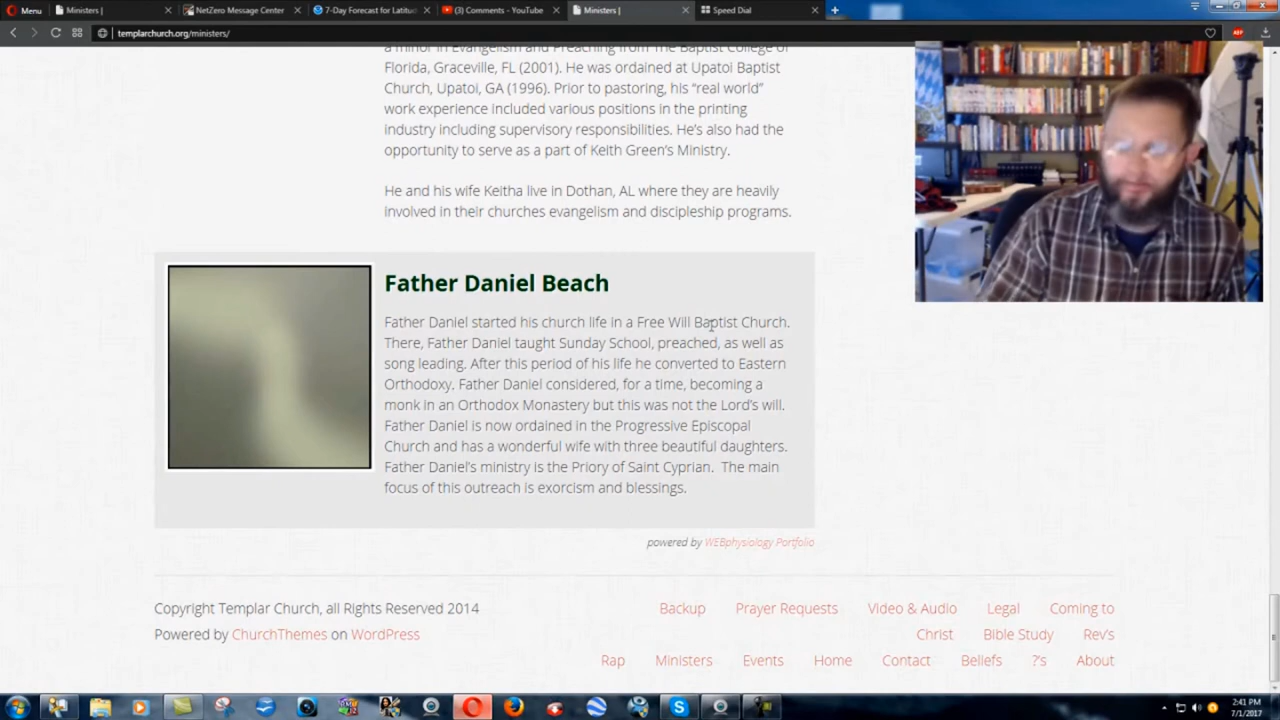 Menu
Ministers |
NetZero Message Center
7-Day Forecast for Latitud
(3) Comments - YouTube
Ministers |
Speed Dial
templarchurch.org/ministers/
a minor in Evangelism and Preaching from The Baptist College of
Florida, Graceville, FL (2001). He was ordained at Upatoi Baptist
Church, Upatoi, GA (1996). Prior to pastoring, his “real world”
work experience included various positions in the printing
industry including supervisory responsibilities. He’s also had the
opportunity to serve as a part of Keith Green’s Ministry.
He and his wife Keitha live in Dothan, AL where they are heavily
involved in their churches evangelism and discipleship programs.
Father Daniel Beach
Father Daniel started his church life in a Free Will Baptist Church.
There, Father Daniel taught Sunday School, preached, as well as
song leading. After this period of his life he converted to Eastern
Orthodoxy. Father Daniel considered, for a time, becoming a
monk in an Orthodox Monastery but this was not the Lord’s will.
Father Daniel is now ordained in the Progressive Episcopal
Church and has a wonderful wife with three beautiful daughters.
Father Daniel’s ministry is the Priory of Saint Cyprian. The main
focus of this outreach is exorcism and blessings.
powered by WEBphysiology Portfolio
Copyright Templar Church, all Rights Reserved 2014
Powered by ChurchThemes on WordPress
Backup Prayer Requests Video & Audio Legal Coming to
Christ Bible Study Rev's
Rap Ministers Events Home Contact Beliefs ?'s About
2:41 PM
7/1/2017